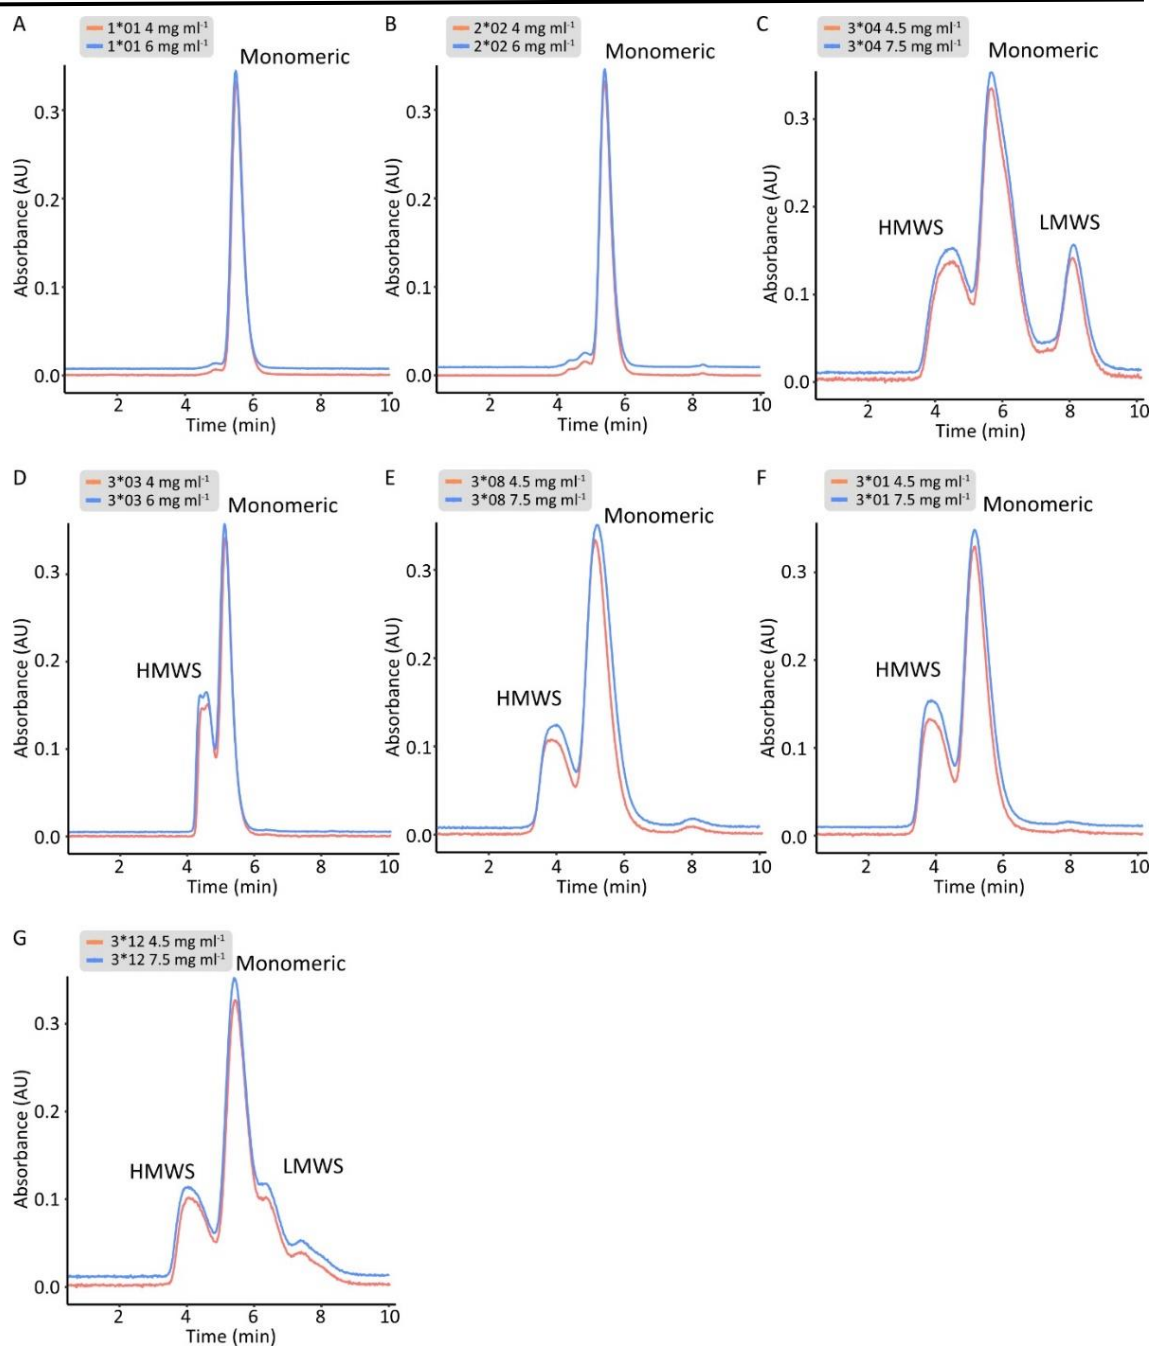 A
1*01 4 mg ml-1
1*01 6 mg ml-1
Monomeric
0.3
0.2
0.1
0.0
Absorbance (AU)
2 4 6 8 10
Time (min)
B
2*02 4 mg ml-1
2*02 6 mg ml-1
Monomeric
0.3
0.2
0.1
0.0
Absorbance (AU)
2 4 6 8 10
Time (min)
C
3*04 4.5 mg ml-1
3*04 7.5 mg ml-1
Monomeric
HMWS
LMWS
0.3
0.2
0.1
0.0
Absorbance (AU)
2 4 6 8 10
Time (min)
D
3*03 4 mg ml-1
3*03 6 mg ml-1
Monomeric
HMWS
0.3
0.2
0.1
0.0
Absorbance (AU)
2 4 6 8 10
Time (min)
E
3*08 4.5 mg ml-1
3*08 7.5 mg ml-1
Monomeric
HMWS
0.3
0.2
0.1
0.0
Absorbance (AU)
2 4 6 8 10
Time (min)
F
3*01 4.5 mg ml-1
3*01 7.5 mg ml-1
Monomeric
HMWS
0.3
0.2
0.1
0.0
Absorbance (AU)
2 4 6 8 10
Time (min)
G
3*12 4.5 mg ml-1
3*12 7.5 mg ml-1
Monomeric
HMWS
LMWS
0.3
0.2
0.1
0.0
Absorbance (AU)
2 4 6 8 10
Time (min)